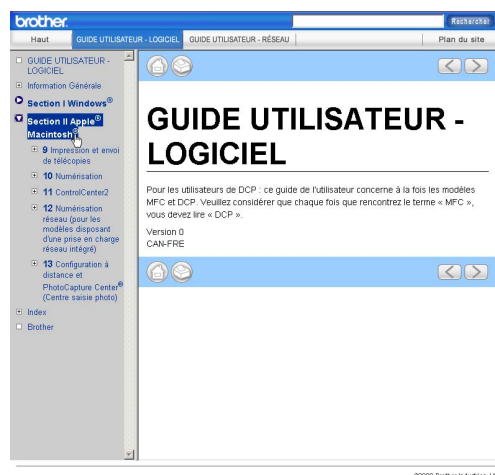 brother.
Rechercher
Haut
GUIDE UTILISATEUR - LOGICIEL
GUIDE UTILISATEUR - RÉSEAU
Plan du site
GUIDE UTILISATEUR -
LOGICIEL
Information Générale
Section I Windows®
Section II Apple®
Macintosh®
9 Impression et envoi
de télécopies
10 Numérisation
11 ControlCenter2
12 Numérisation
réseau (pour les
modèles disposant
d'une prise en charge
réseau intégré)
13 Configuration à
distance et
PhotoCapture Center®
(Centre saisie photo)
Index
Brother
GUIDE UTILISATEUR -
LOGICIEL
Pour les utilisateurs de DCP : ce guide de l'utilisateur concerne à la fois les modèles
MFC et DCP. Veuillez considérer que chaque fois que rencontrez le terme « MFC »,
vous devez lire « DCP ».
Version 0
CAN-FRE